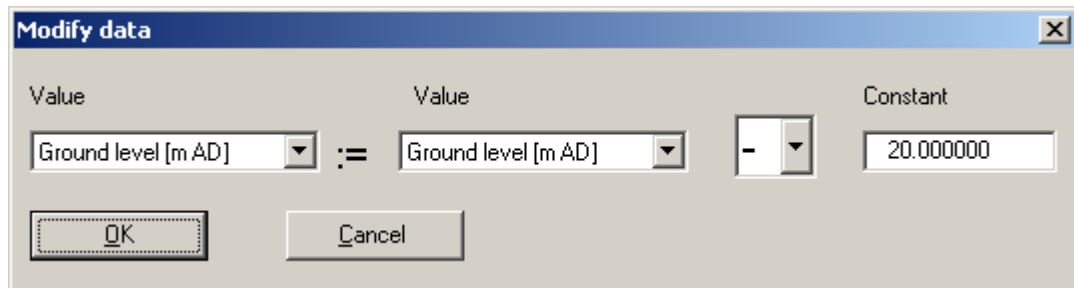 Modify data
Value Value Constant
Ground level [m AD] := Ground level [m AD] - 20.000000
OK Cancel